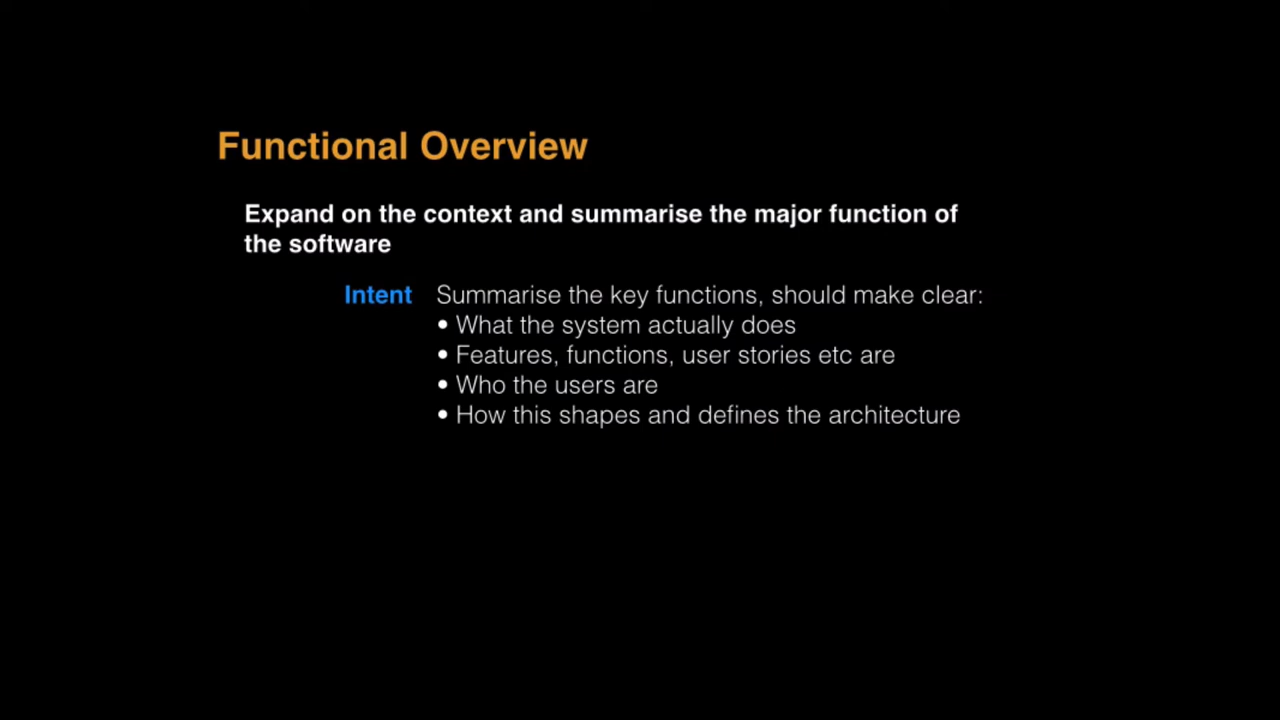 Functional Overview
Expand on the context and summarise the major function of
the software
Intent Summarise the key functions, should make clear:
• What the system actually does
• Features, functions, user stories etc are
• Who the users are
• How this shapes and defines the architecture